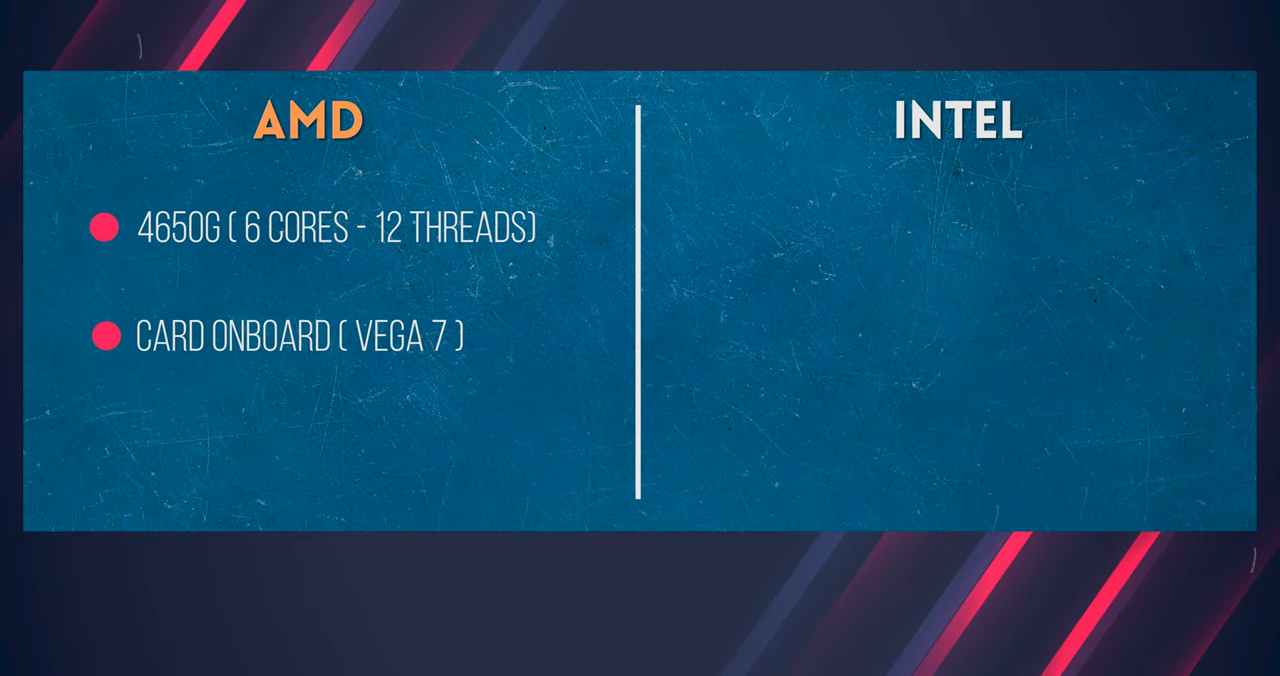 AMD
INTEL
4650G ( 6 CORES - 12 THREADS)
CARD ONBOARD ( VEGA 7 )